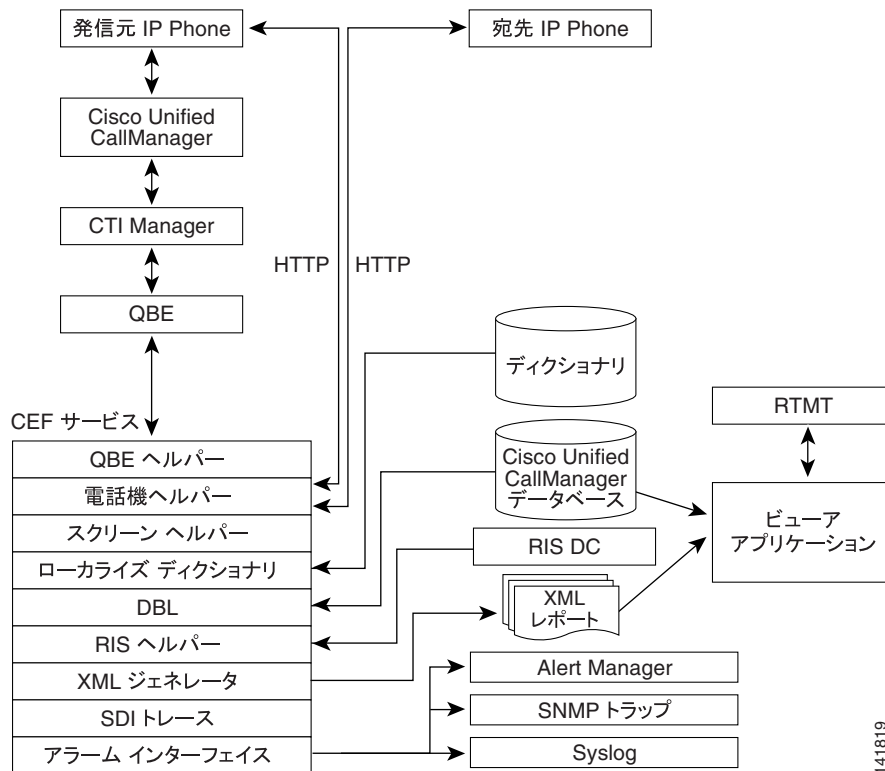 発信元 IP Phone
宛先 IP Phone
Cisco Unified
CallManager
CTI Manager
HTTP
HTTP
QBE
ディクショナリ
RTMT
CEF サービス
QBE ヘルパー
Cisco Unified
CallManager
データベース
電話機ヘルパー
ビューア
アプリケーション
スクリーン ヘルパー
RIS DC
ローカライズ ディクショナリ
DBL
XML
レポート
RIS ヘルパー
XML ジェネレータ
Alert Manager
SDI トレース
SNMP トラップ
アラーム インターフェイス
Syslog
141819